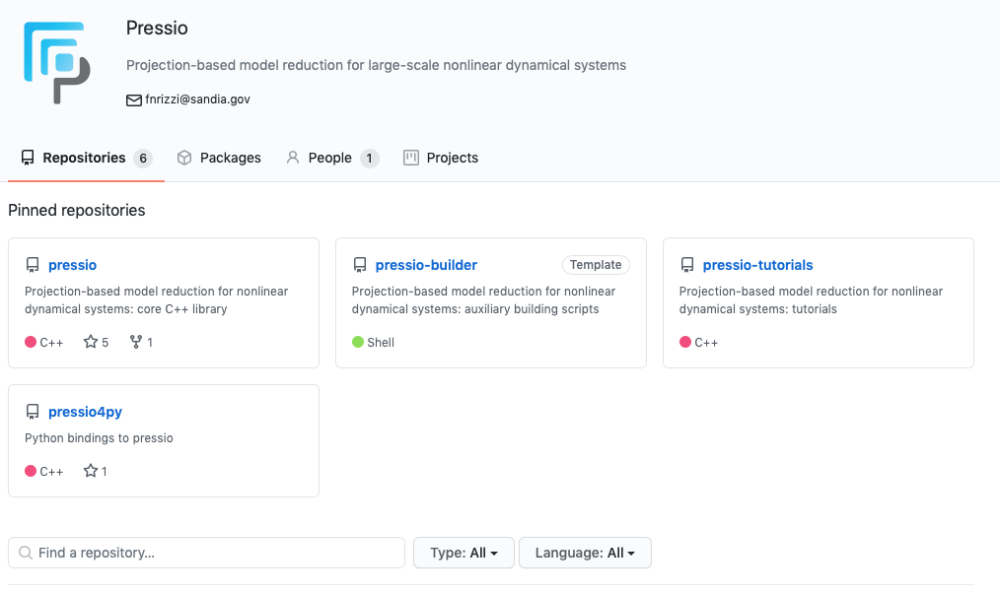 Pressio
Projection-based model reduction for large-scale nonlinear dynamical systems
fnrizzi@sandia.gov
Repositories 6 Packages People 1 Projects
Pinned repositories
pressio
Projection-based model reduction for nonlinear
dynamical systems: core C++ library
C++ 5 1
pressio-builder Template
Projection-based model reduction for nonlinear
dynamical systems: auxiliary building scripts
Shell
pressio-tutorials
Projection-based model reduction for nonlinear
dynamical systems: tutorials
C++
pressio4py
Python bindings to pressio
C++ 1
Find a repository... Type: All Language: All